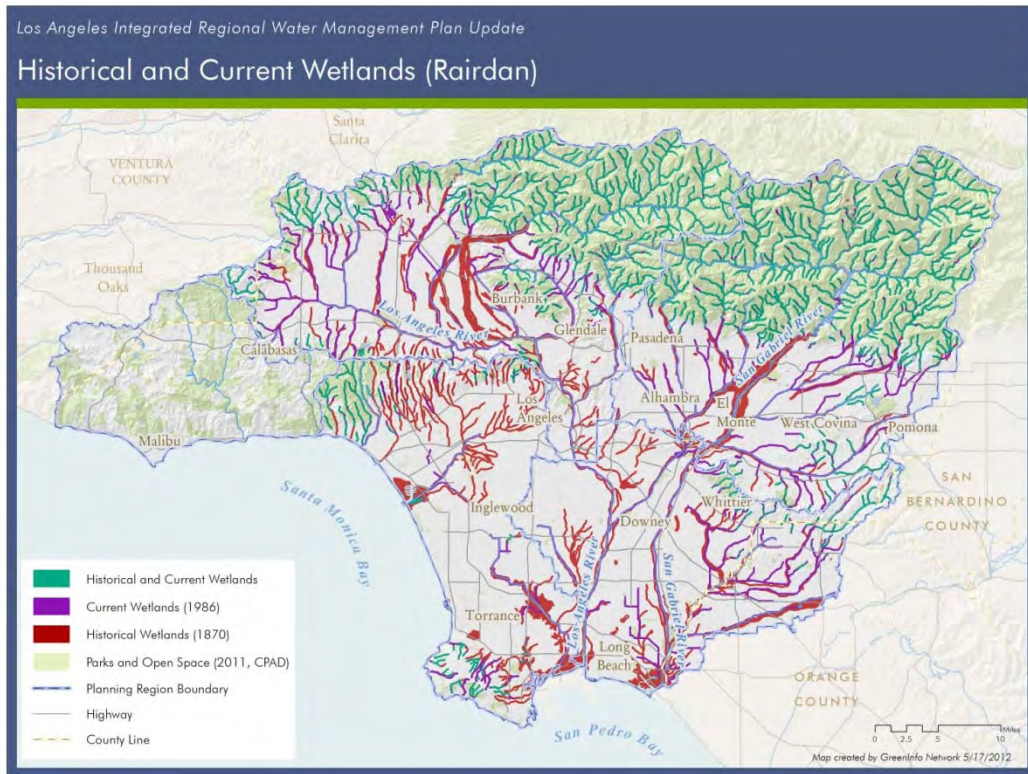 Los Angeles Integrated Regional Water Management Plan Update
Historical and Current Wetlands (Rairdan)
Santa
Clarita
VENTURA
COUNTY
Thousand
Oaks
Burbank
Los Angeles River
Glendale
Pasadena
San Gabriel River
Calabasas
Alhambra
El
Monte
Los
Angeles
West Covina
Pomona
Malibu
SAN
BERNARDINO
COUNTY
Santa Monica Bay
Inglewood
Whittier
Downey
Los Angeles River
San Gabriel River
Torrance
Long
Beach
ORANGE
COUNTY
San Pedro Bay
Historical and Current Wetlands
Current Wetlands (1986)
Historical Wetlands (1870)
Parks and Open Space (2011, CPAD)
Planning Region Boundary
Highway
County Line
Miles
0 2.5 5 10
Map created by GreenInfo Network 5/17/2012